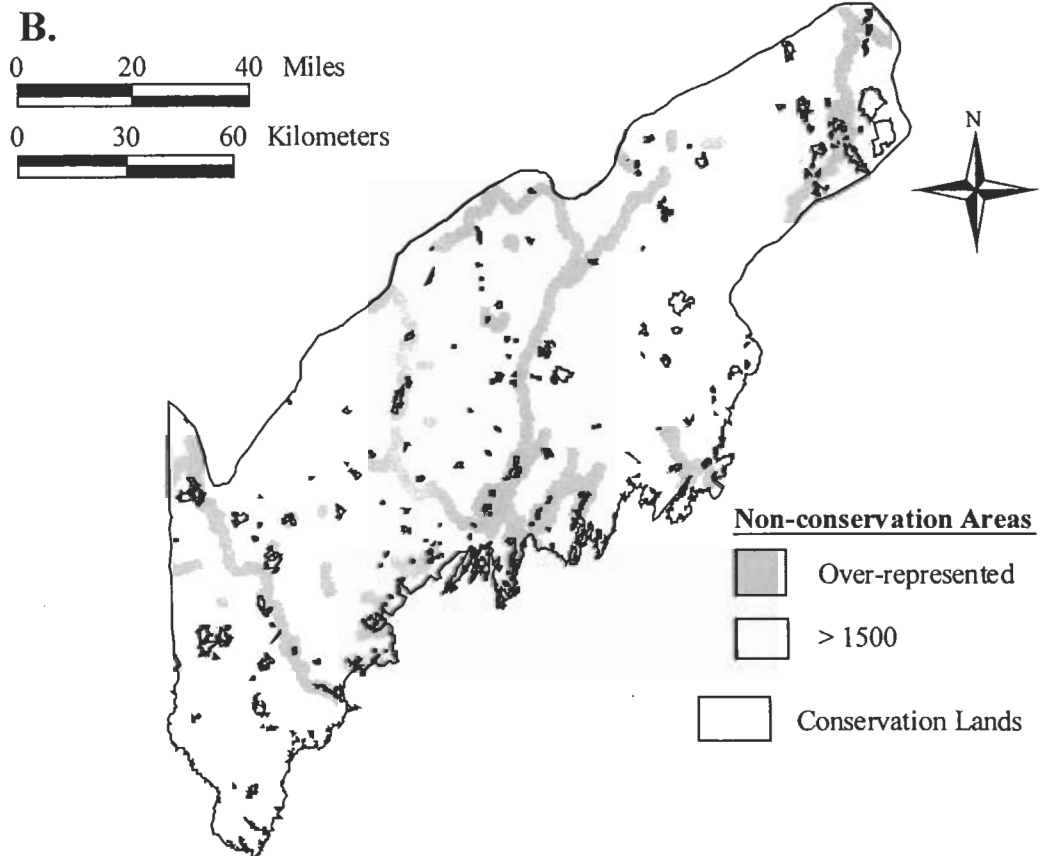 B.
0 20 40 Miles
0 30 60 Kilometers
N
Non-conservation Areas
Over-represented
> 1500
Conservation Lands